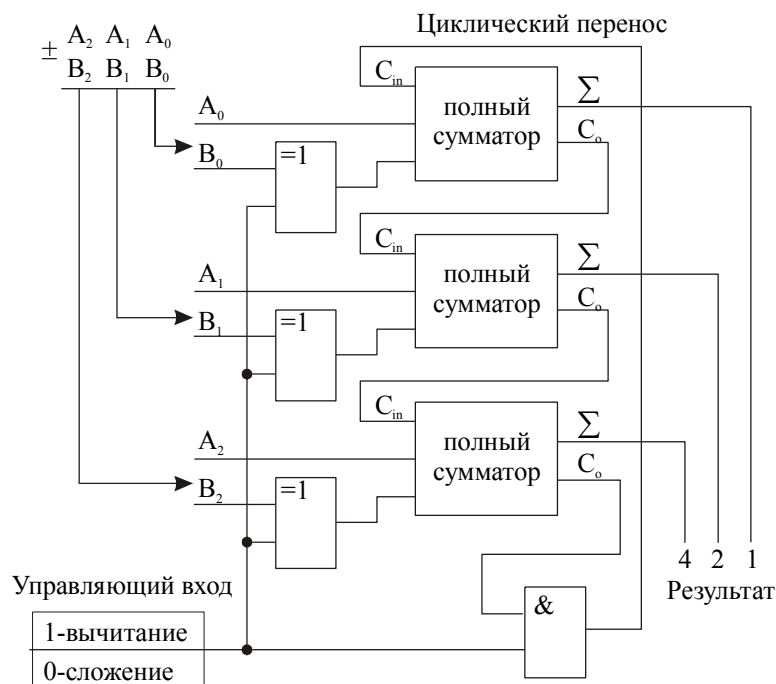 Циклический перенос
± A₂ A₁ A₀
B₂ B₁ B₀
Cᵢₙ
∑
A₀
полный
сумматор
Cₒ
B₀
=1
Cᵢₙ
∑
A₁
полный
сумматор
Cₒ
B₁
=1
Cᵢₙ
∑
A₂
полный
сумматор
Cₒ
B₂
=1
4 2 1
Результат
Управляющий вход
&
1-вычитание
0-сложение